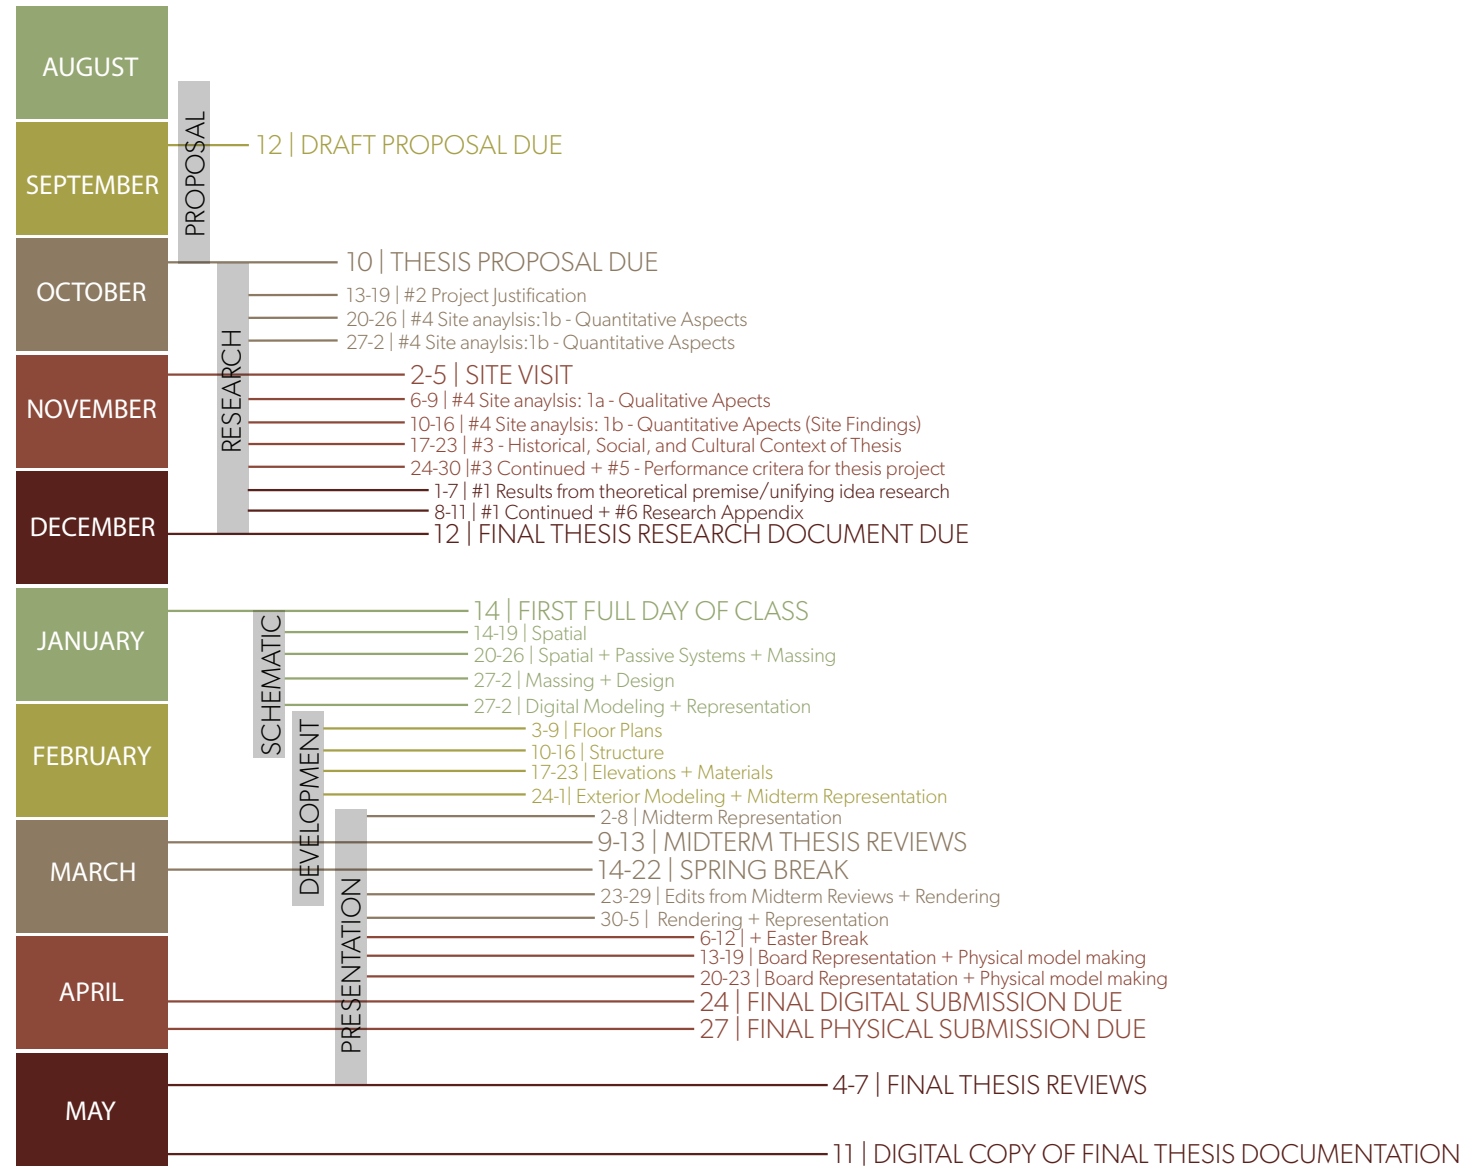 AUGUST
PROPOSAL
12 | DRAFT PROPOSAL DUE
SEPTEMBER
10 | THESIS PROPOSAL DUE
OCTOBER
13-19 | #2 Project Justification
20-26 | #4 Site anaylsis:1b - Quantitative Aspects
27-2 | #4 Site anaylsis:1b - Quantitative Aspects
RESEARCH
2-5 | SITE VISIT
NOVEMBER
6-9 | #4 Site anaylsis: 1a - Qualitative Apects
10-16 | #4 Site anaylsis: 1b - Quantitative Apects (Site Findings)
17-23 | #3 - Historical, Social, and Cultural Context of Thesis
24-30 |#3 Continued + #5 - Performance critera for thesis project
1-7 | #1 Results from theoretical premise/unifying idea research
8-11 | #1 Continued + #6 Research Appendix
DECEMBER
12 | FINAL THESIS RESEARCH DOCUMENT DUE
14 | FIRST FULL DAY OF CLASS
JANUARY
14-19 | Spatial
20-26 | Spatial + Passive Systems + Massing
27-2 | Massing + Design
27-2 | Digital Modeling + Representation
SCHEMATIC
3-9 | Floor Plans
10-16 | Structure
FEBRUARY
17-23 | Elevations + Materials
24-1| Exterior Modeling + Midterm Representation
DEVELOPMENT
2-8 | Midterm Representation
9-13 | MIDTERM THESIS REVIEWS
MARCH
14-22 | SPRING BREAK
23-29 | Edits from Midterm Reviews + Rendering
30-5 | Rendering + Representation
PRESENTATION
6-12 | + Easter Break
13-19 | Board Representation + Physical model making
20-23 | Board Representatation + Physical model making
APRIL
24 | FINAL DIGITAL SUBMISSION DUE
27 | FINAL PHYSICAL SUBMISSION DUE
4-7 | FINAL THESIS REVIEWS
MAY
11 | DIGITAL COPY OF FINAL THESIS DOCUMENTATION